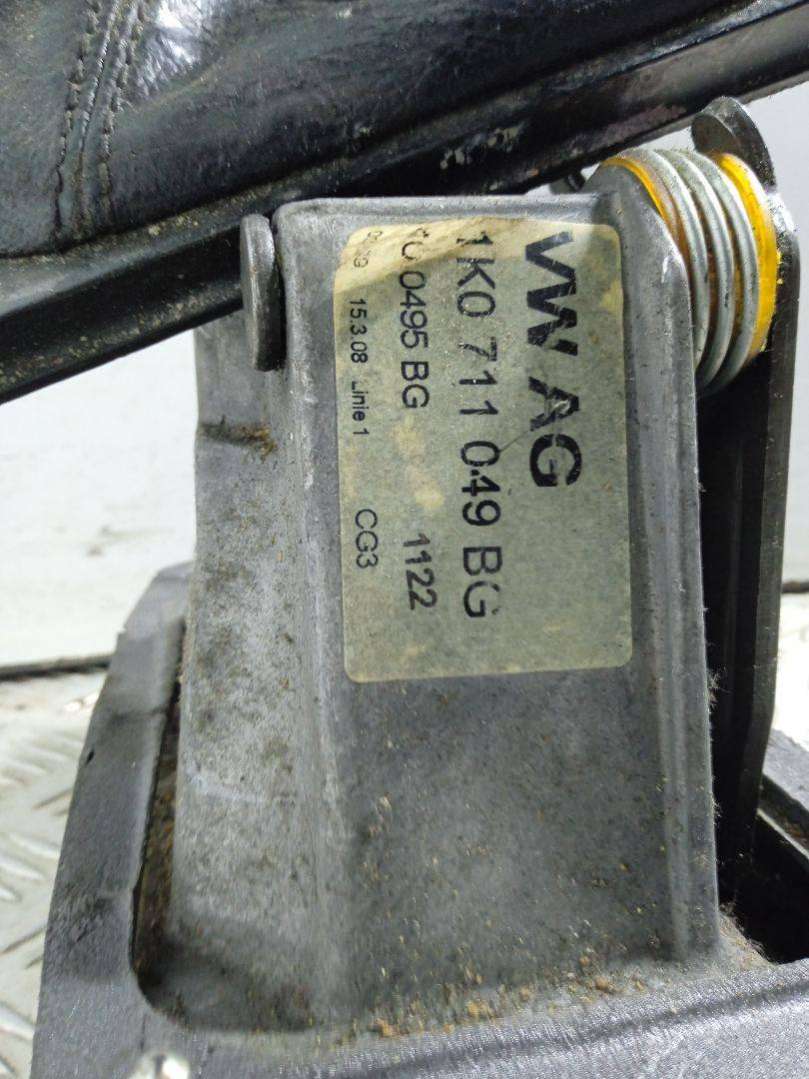 VW AG
1K0 711 049 BG
0495 BG 1122
15.3.08 Linie 1 CG3